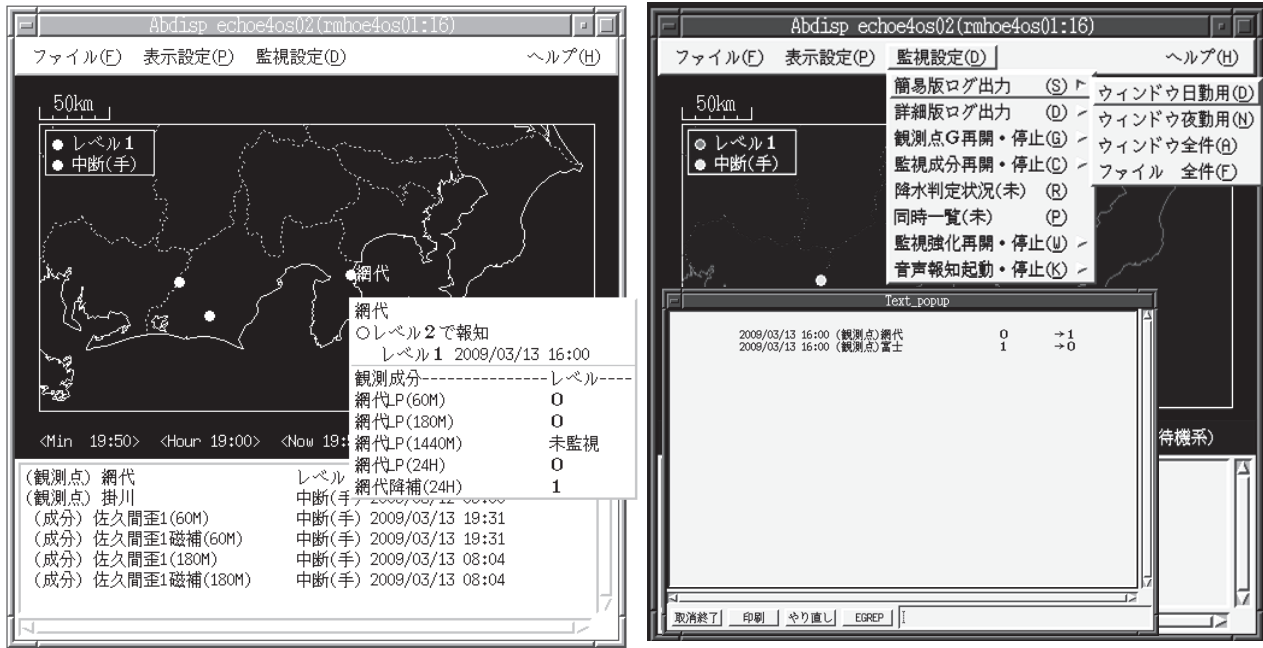 Abdisp echoe4os02(rmhoe4os01:16)
ファイル(F) 表示設定(P) 監視設定(D) ヘルプ(H)
50km
レベル1
中断(手)
網代
網代
○レベル2で報知
レベル1 2009/03/13 16:00
観測成分---------------レベル----
網代LP(60M) 0
網代LP(180M) 0
網代LP(1440M) 未監視
網代LP(24H) 0
網代降補(24H) 1
<Min 19:50> <Hour 19:00> <Now 19:5
(観測点) 網代 レベル
(観測点) 掛川 中断(手)
(成分) 佐久間歪1(60M) 中断(手) 2009/03/13 19:31
(成分) 佐久間歪1磁補(60M) 中断(手) 2009/03/13 19:31
(成分) 佐久間歪1(180M) 中断(手) 2009/03/13 08:04
(成分) 佐久間歪1磁補(180M) 中断(手) 2009/03/13 08:04
Abdisp echoe4os02(rmhoe4os01:16)
ファイル(F) 表示設定(P) 監視設定(D) ヘルプ(H)
50km
レベル1
中断(手)
簡易版ログ出力 (S)
詳細版ログ出力 (D)
観測点G再開・停止(G)
監視成分再開・停止(C)
降水判定状況(未) (R)
同時一覧(未) (P)
監視強化再開・停止(W)
音声報知起動・停止(K)
ウィンドウ日勤用(D)
ウィンドウ夜勤用(N)
ウィンドウ全件(A)
ファイル 全件(F)
Text_popup
2009/03/13 16:00 (観測点)網代 0 →1
2009/03/13 16:00 (観測点)富士 1 →0
待機系)
取消終了 印刷 やり直し EGREP